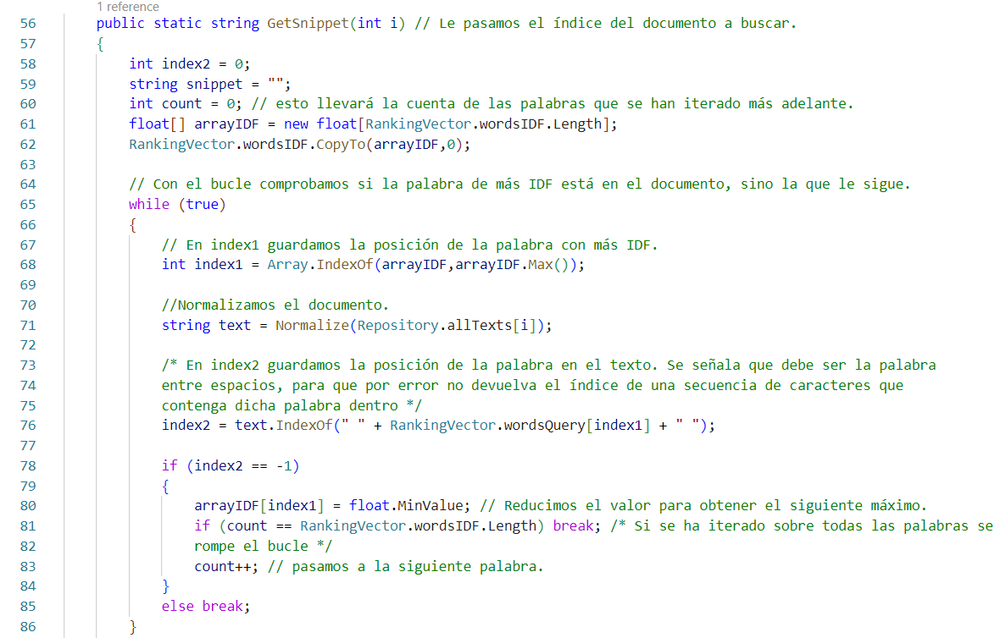 1 reference
56 public static string GetSnippet(int i) // Le pasamos el índice del documento a buscar.
57 {
58 int index2 = 0;
59 string snippet = "";
60 int count = 0; // esto llevará la cuenta de las palabras que se han iterado más adelante.
61 float[] arrayIDF = new float[RankingVector.wordsIDF.Length];
62 RankingVector.wordsIDF.CopyTo(arrayIDF,0);
63
64 // Con el bucle comprobamos si la palabra de más IDF está en el documento, sino la que le sigue.
65 while (true)
66 {
67 // En index1 guardamos la posición de la palabra con más IDF.
68 int index1 = Array.IndexOf(arrayIDF,arrayIDF.Max());
69
70 //Normalizamos el documento.
71 string text = Normalize(Repository.allTexts[i]);
72
73 /* En index2 guardamos la posición de la palabra en el texto. Se señala que debe ser la palabra
74 entre espacios, para que por error no devuelva el índice de una secuencia de caracteres que
75 contenga dicha palabra dentro */
76 index2 = text.IndexOf(" " + RankingVector.wordsQuery[index1] + " ");
77
78 if (index2 == -1)
79 {
80 arrayIDF[index1] = float.MinValue; // Reducimos el valor para obtener el siguiente máximo.
81 if (count == RankingVector.wordsIDF.Length) break; /* Si se ha iterado sobre todas las palabras se
82 rompe el bucle */
83 count++; // pasamos a la siguiente palabra.
84 }
85 else break;
86 }